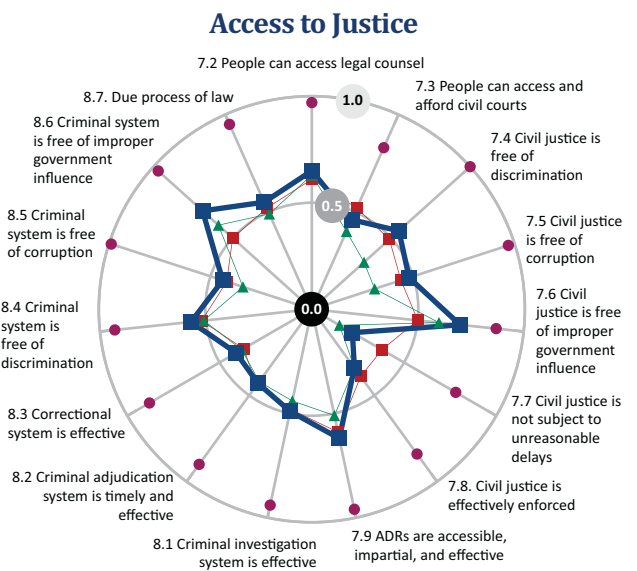 Access to Justice
7.2 People can access legal counsel
7.3 People can access and
afford civil courts
7.4 Civil justice is
free of
discrimination
7.5 Civil justice
is free of
corruption
7.6 Civil
justice is free
of improper
government
influence
7.7 Civil justice is
not subject to
unreasonable
delays
7.8. Civil justice is
effectively enforced
7.9 ADRs are accessible,
impartial, and effective
8.1 Criminal investigation
system is effective
8.2 Criminal adjudication
system is timely and
effective
8.3 Correctional
system is effective
8.4 Criminal
system is
free of
discrimination
8.5 Criminal
system is free
of corruption
8.6 Criminal system
is free of improper
government
influence
8.7. Due process of law
1.0
0.5
0.0